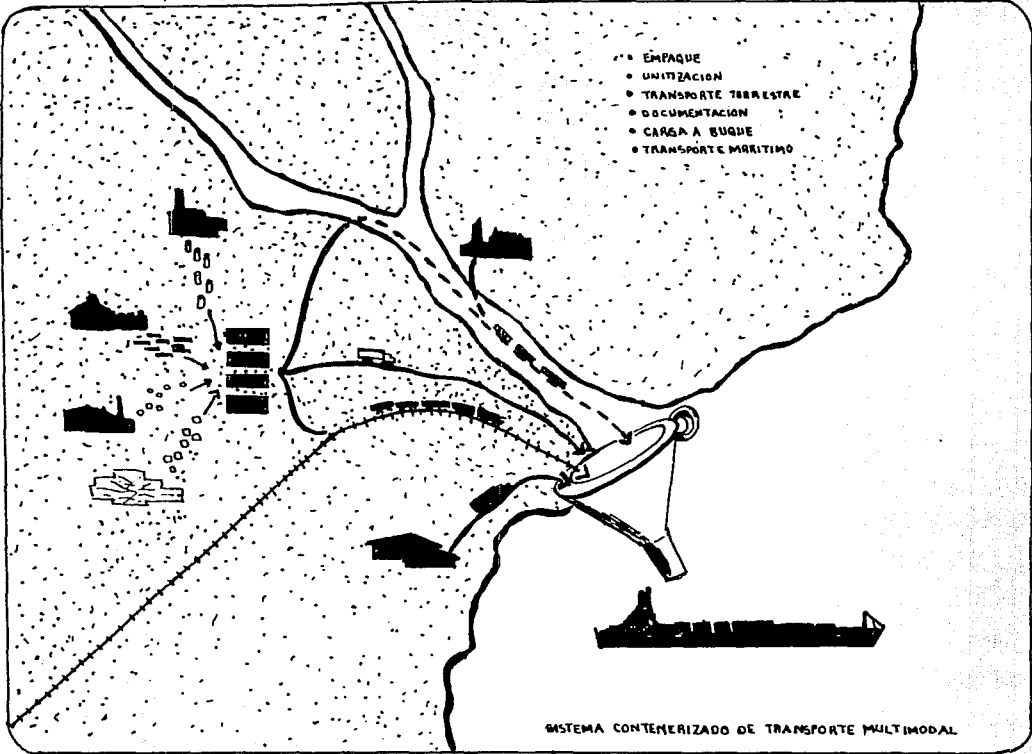 • EMPAQUE
• UNITIZACION
• TRANSPORTE TERRESTRE
• DOCUMENTACION
• CARGA A BUQUE
• TRANSPORTE MARITIMO
SISTEMA CONTENERIZADO DE TRANSPORTE MULTIMODAL